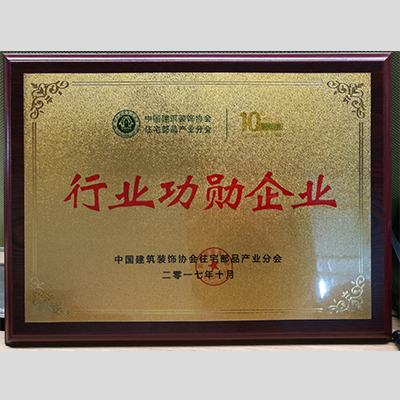 中国建筑装饰协会
住宅部品产业分会
10
行业功勋企业
中国建筑装饰协会住宅部品产业分会
二零一七年十月